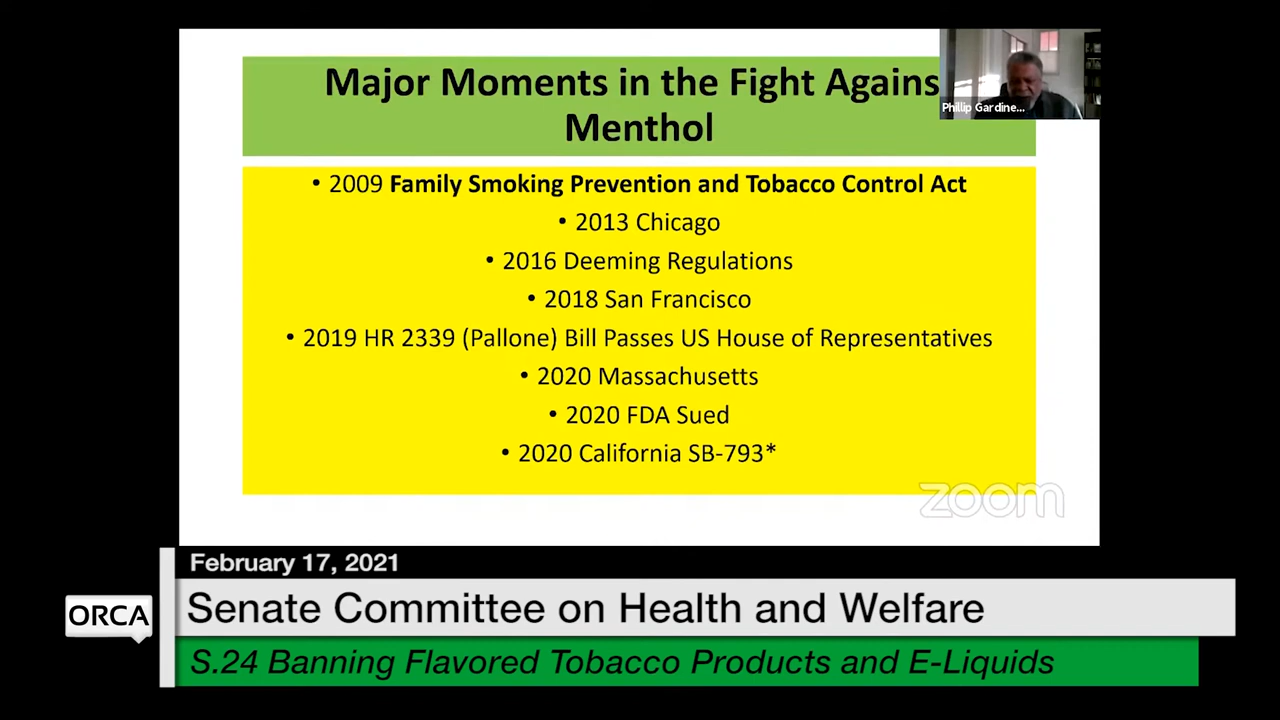 Major Moments in the Fight Agains
Menthol
Phillip Gardine...
• 2009 Family Smoking Prevention and Tobacco Control Act
• 2013 Chicago
• 2016 Deeming Regulations
• 2018 San Francisco
• 2019 HR 2339 (Pallone) Bill Passes US House of Representatives
• 2020 Massachusetts
• 2020 FDA Sued
• 2020 California SB-793*
zoom
February 17, 2021
ORCA
Senate Committee on Health and Welfare
S.24 Banning Flavored Tobacco Products and E-Liquids